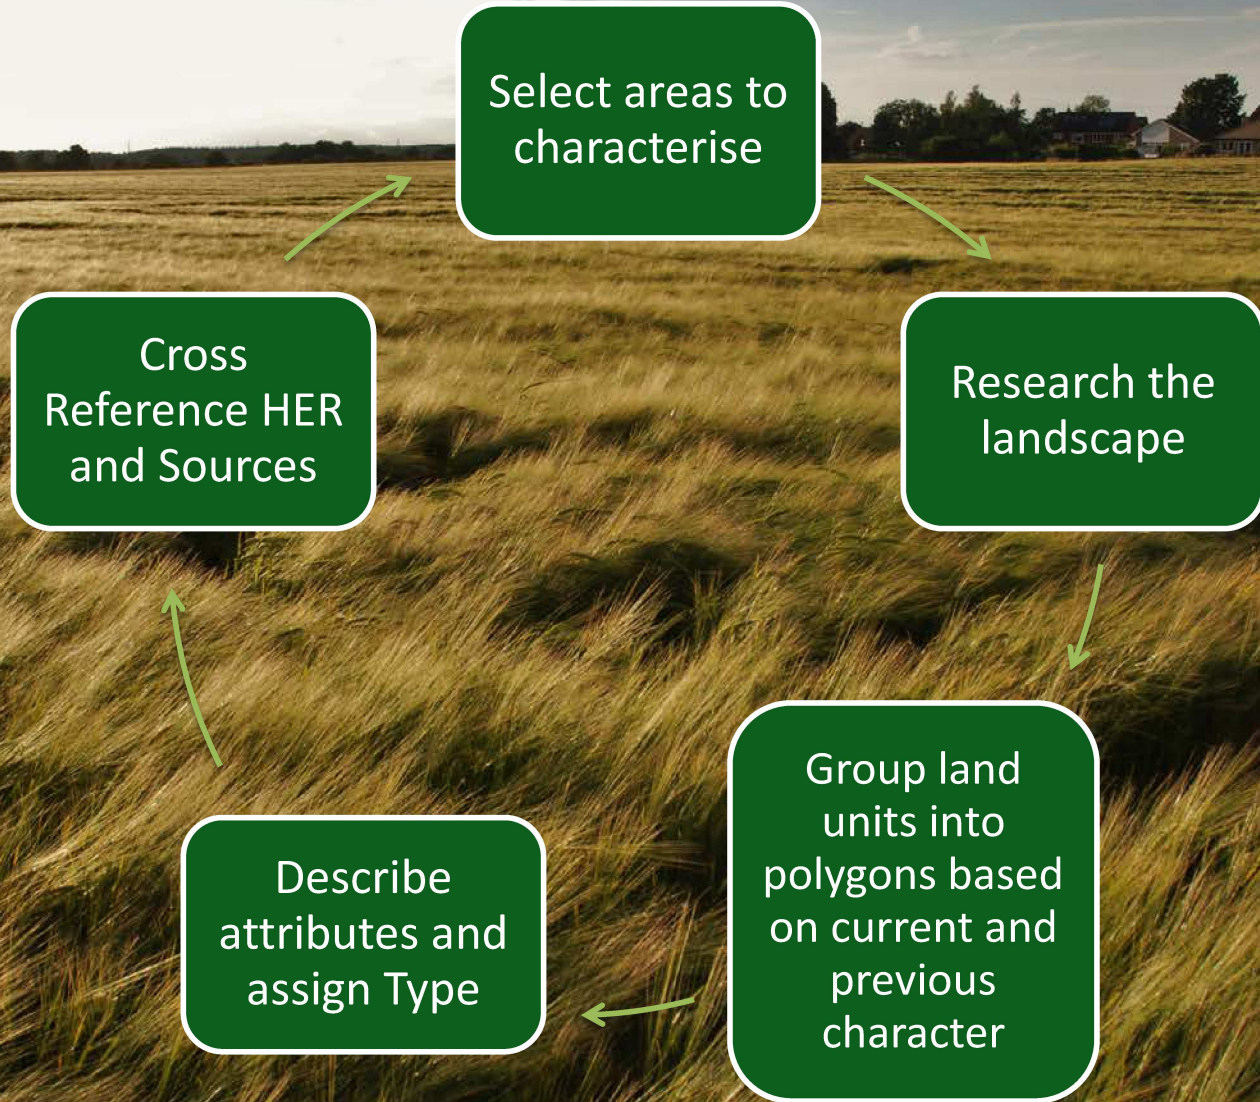 Select areas to
characterise
Research the
landscape
Group land
units into
polygons based
on current and
previous
character
Describe
attributes and
assign Type
Cross
Reference HER
and Sources